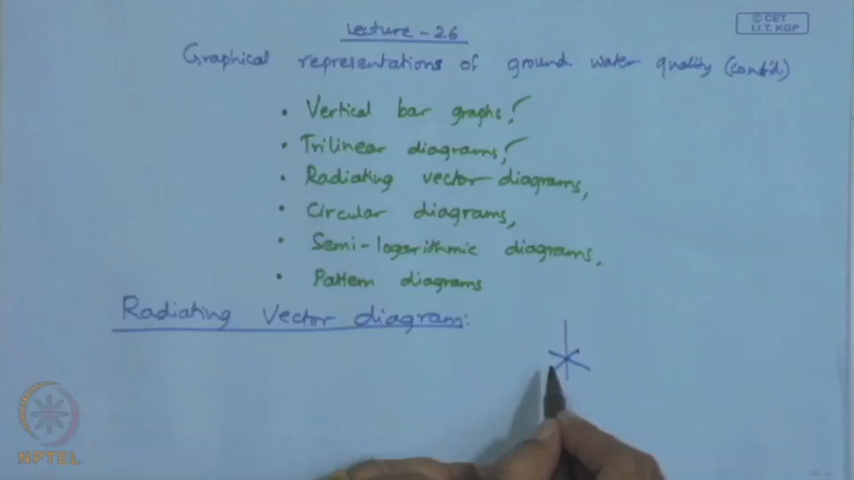 Lecture - 26
© CET
I.I.T. KGP
Graphical representations of ground water quality (cont'd.)
• Vertical bar graphs,
• Trilinear diagrams,
• Radiating vector diagrams,
• Circular diagrams,
• Semi-logarithmic diagrams,
• Pattern diagrams
Radiating Vector diagram:
NPTEL